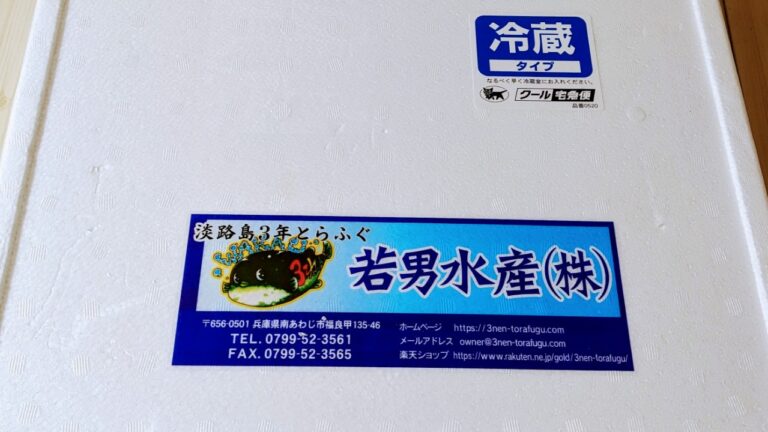 冷蔵
タイプ
なるべく早く冷蔵室にお入れください。
クール宅急便
品番0520
淡路島3年とらふぐ
若男水産(株)
〒656-0501 兵庫県南あわじ市福良甲135-46
TEL. 0799-52-3561
FAX. 0799-52-3565
ホームページ https://3nen-torafugu.com
メールアドレス owner@3nen-torafugu.com
楽天ショップ https://www.rakuten.ne.jp/gold/3nen-torafugu/